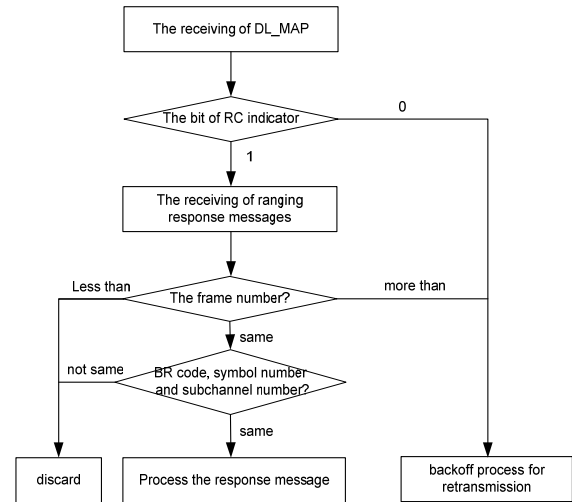 The receiving of DL_MAP
The bit of RC indicator
0
1
The receiving of ranging
response messages
Less than
The frame number?
more than
same
not same
BR code, symbol number
and subchannel number?
same
discard
Process the response message
backoff process for
retransmission